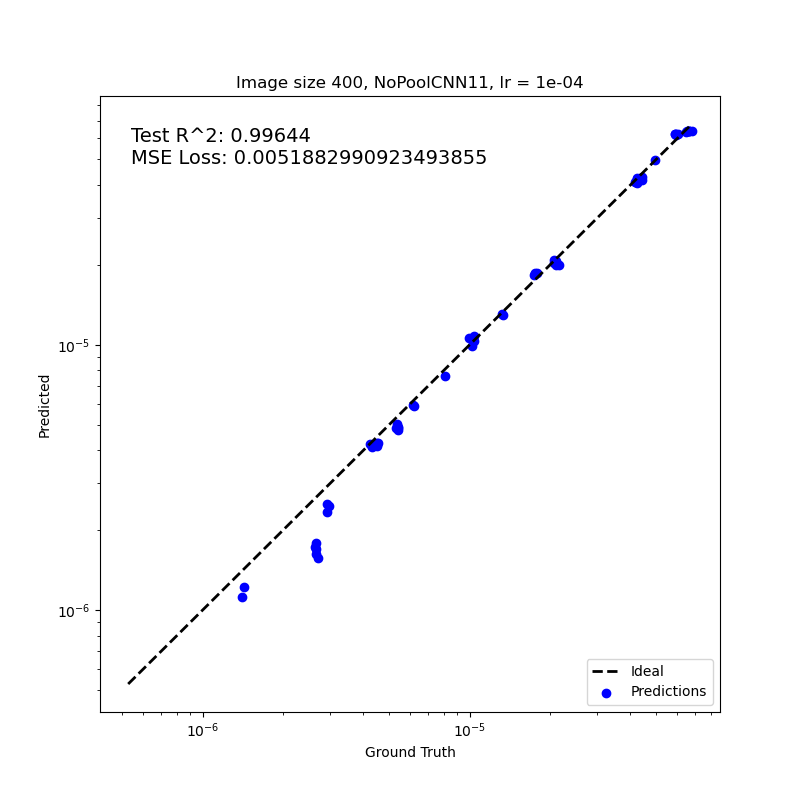 Image size 400, NoPoolCNN11, lr = 1e-04
Test R^2: 0.99644
MSE Loss: 0.0051882990923493855
10⁻⁵
10⁻⁶
Predicted
10⁻⁶ 10⁻⁵
Ground Truth
Ideal
Predictions